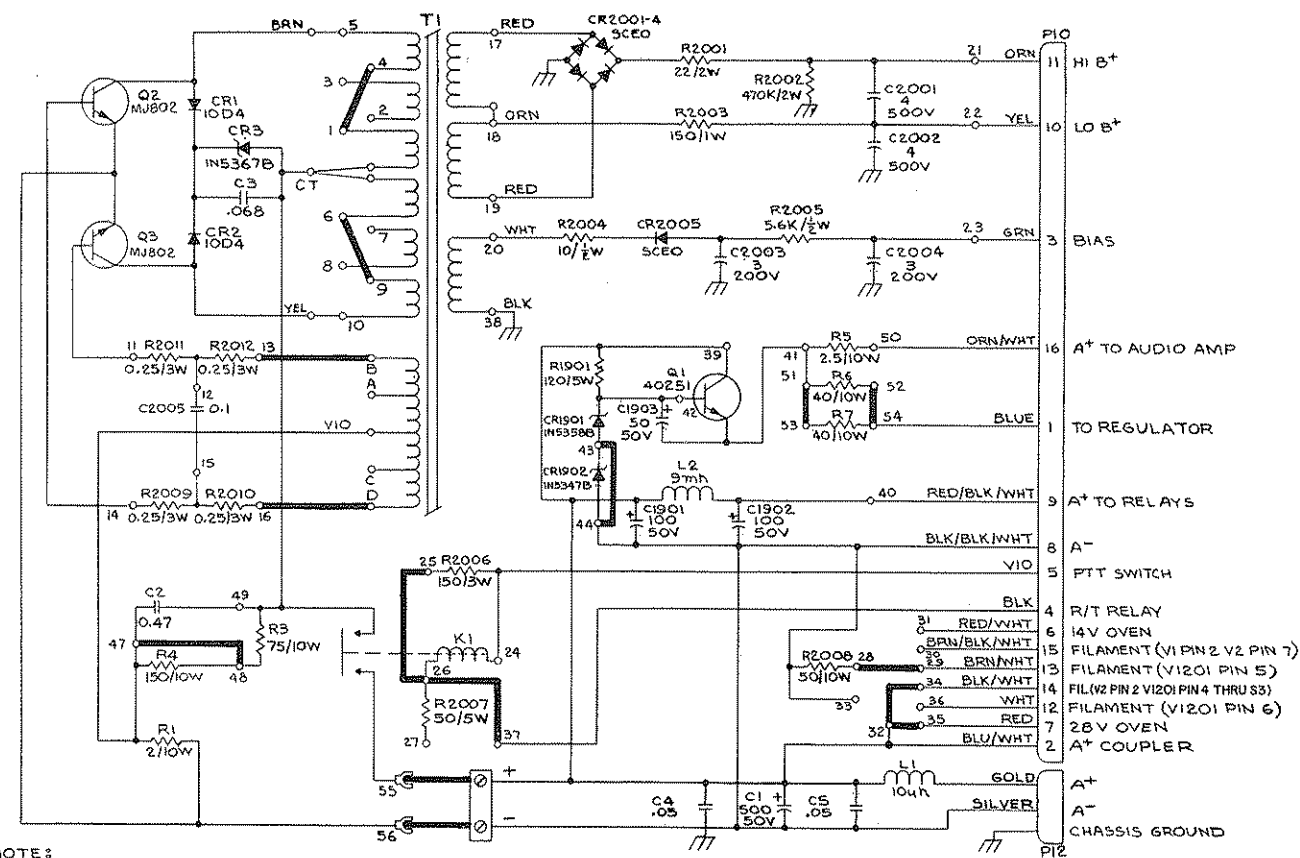 BRN
5
T1
RED
17
CR2001-4
SCEO
R2001
22/2W
R2002
470K/2W
21
ORN
P10
11
HI B+
4
3
2
1
Q2
MJ802
CR1
10D4
CR3
1N5367B
C3
.068
CT
ORN
18
R2003
150/1W
C2001
4
500V
22
YEL
10
LO B+
C2002
4
500V
RED
19
Q3
MJ802
CR2
10D4
6
7
8
9
YEL
10
WHT
20
R2004
10/½W
CR2005
SCEO
R2005
5.6K/½W
C2003
3
200V
C2004
3
200V
23
GRN
3
BIAS
BLK
38
11
R2011
0.25/3W
R2012
0.25/3W
13
B
A
12
C2005
0.1
VIO
15
C
D
14
R2009
0.25/3W
R2010
0.25/3W
16
39
R1901
120/5W
Q1
40251
42
CR1901
1N5358B
C1903
+
50
50V
43
CR1902
1N5347B
44
41
R5
2.5/10W
50
ORN/WHT
16
A+ TO AUDIO AMP
51
R6
40/10W
52
53
R7
40/10W
54
BLUE
1
TO REGULATOR
L2
9mh
40
RED/BLK/WHT
9
A+ TO RELAYS
+
C1901
100
50V
+
C1902
100
50V
BLK/BLK/WHT
8
A-
25
R2006
150/3W
VIO
5
PTT SWITCH
BLK
4
R/T RELAY
C2
0.47
49
47
R4
150/10W
48
R3
75/10W
K1
24
26
R2007
50/5W
27
37
31
RED/WHT
6
14V OVEN
30
BRN/BLK/WHT
15
FILAMENT (V1 PIN 2 V2 PIN 7)
R2008
50/10W
28
29
BRN/WHT
13
FILAMENT (V1201 PIN 5)
34
BLK/WHT
14
FIL(V2 PIN 2 V1201 PIN 4 THRU S3)
33
36
WHT
12
FILAMENT (V1201 PIN 6)
32
35
RED
7
28V OVEN
BLU/WHT
2
A+ COUPLER
R1
2/10W
55
+
56
-
C4
.05
C1
500
50V
+
C5
.05
L1
10uh
GOLD
A+
SILVER
A-
CHASSIS GROUND
P12
NOTE: